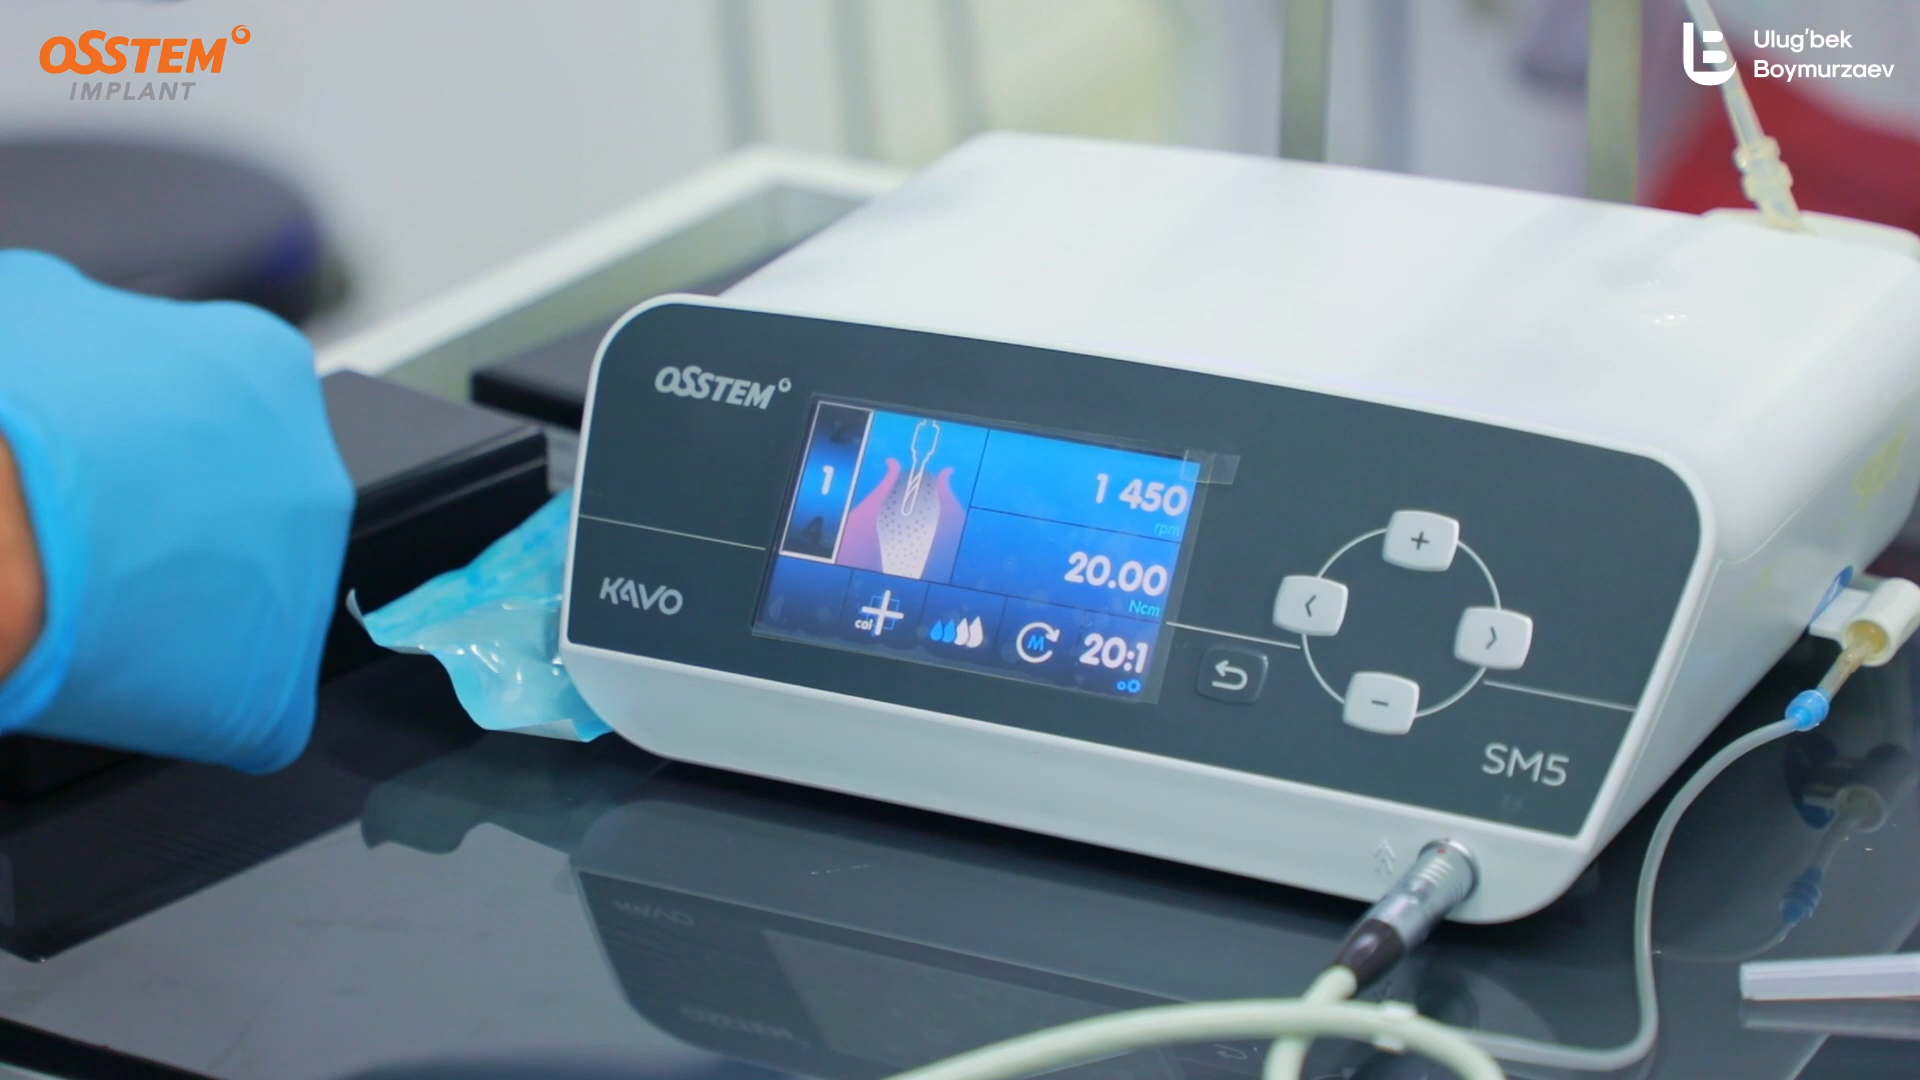 OSSTEM
IMPLANT
Ulug'bek
Boymurzaev
OSSTEM
KAVO
1
1 450
rpm
20.00
Ncm
cal
M
20:1
+
-
SM5